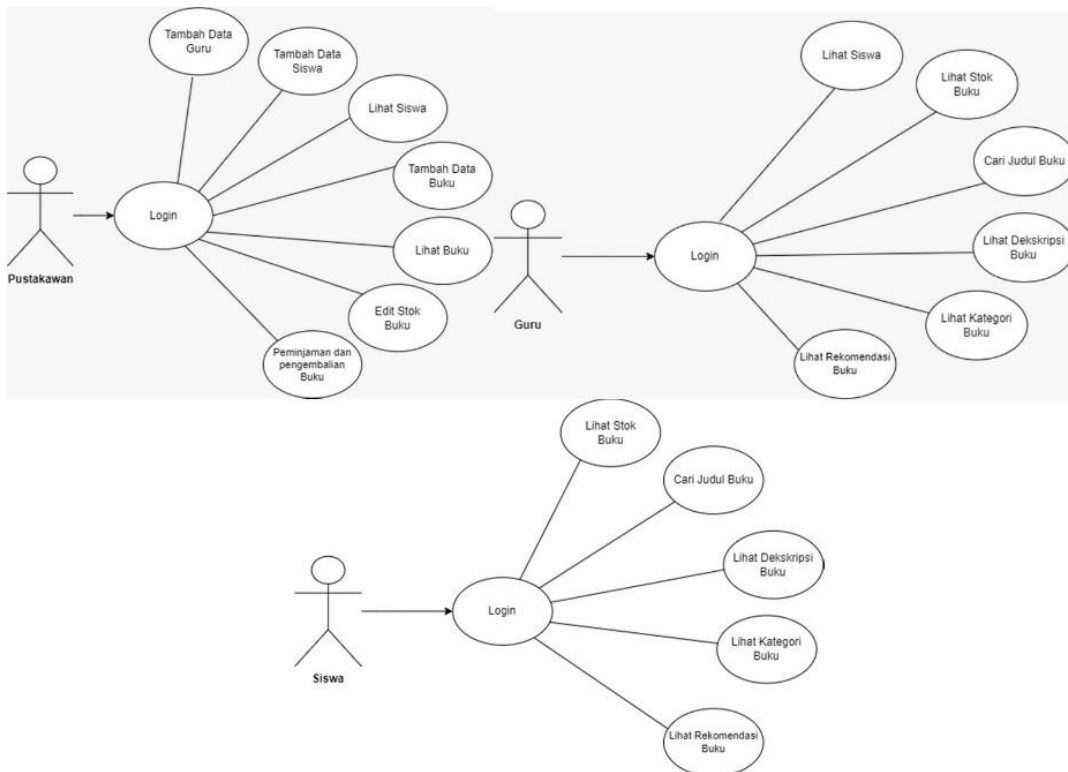 Tambah Data
Guru
Tambah Data
Siswa
Lihat Siswa
Tambah Data
Buku
Login
Lihat Buku
Edit Stok
Buku
Peminjaman dan
pengembalian
Buku
Pustakawan
Lihat Siswa
Lihat Stok
Buku
Cari Judul Buku
Login
Lihat Dekskripsi
Buku
Lihat Kategori
Buku
Lihat Rekomendasi
Buku
Guru
Lihat Stok
Buku
Cari Judul Buku
Lihat Dekskripsi
Buku
Login
Lihat Kategori
Buku
Lihat Rekomendasi
Buku
Siswa